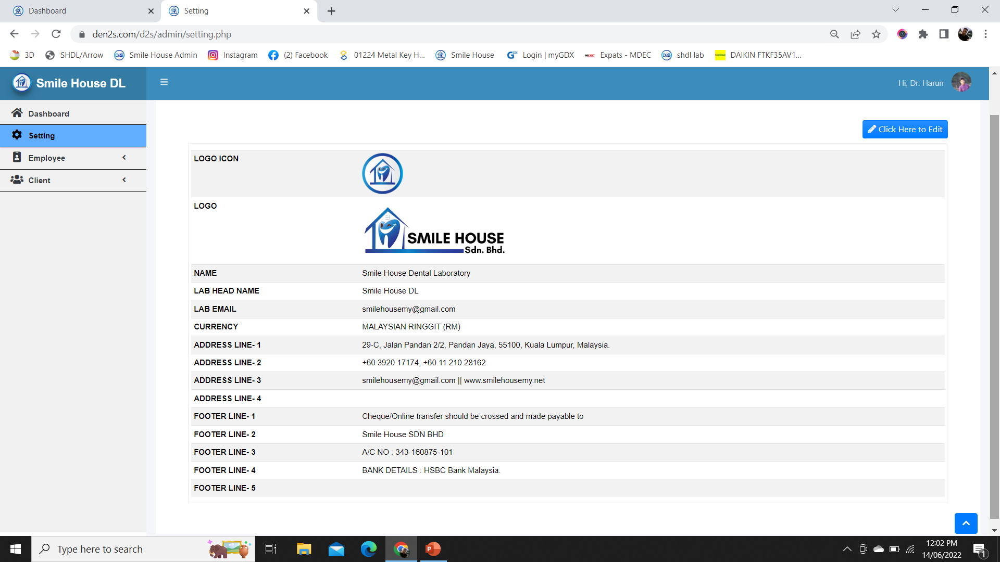 Dashboard
Setting
den2s.com/d2s/admin/setting.php
3D SHDL/Arrow Smile House Admin Instagram (2) Facebook 01224 Metal Key H... Smile House Login | myGDX Expats - MDEC shdl lab DAIKIN FTKF35AV1...
Smile House DL
Hi, Dr. Harun
Dashboard
Setting
Employee
Client
Click Here to Edit
LOGO ICON
LOGO
SMILE HOUSE
Sdn. Bhd.
NAME Smile House Dental Laboratory
LAB HEAD NAME Smile House DL
LAB EMAIL smilehousemy@gmail.com
CURRENCY MALAYSIAN RINGGIT (RM)
ADDRESS LINE- 1 29-C, Jalan Pandan 2/2, Pandan Jaya, 55100, Kuala Lumpur, Malaysia.
ADDRESS LINE- 2 +60 3920 17174, +60 11 210 28162
ADDRESS LINE- 3 smilehousemy@gmail.com || www.smilehousemy.net
ADDRESS LINE- 4
FOOTER LINE- 1 Cheque/Online transfer should be crossed and made payable to
FOOTER LINE- 2 Smile House SDN BHD
FOOTER LINE- 3 A/C NO : 343-160875-101
FOOTER LINE- 4 BANK DETAILS : HSBC Bank Malaysia.
FOOTER LINE- 5
Type here to search
12:02 PM
14/06/2022
1